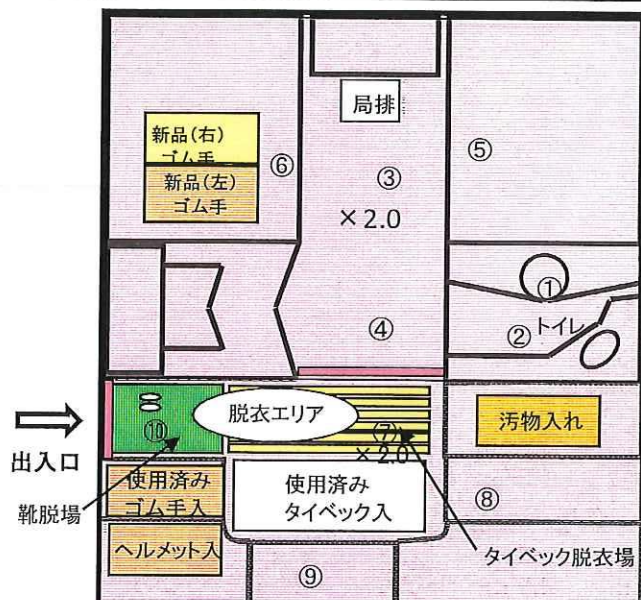 局排
新品(右)
ゴム手
新品(左)
ゴム手
⑥
③
⑤
×2.0
①
④
②
トイレ
脱衣エリア
⑩
(7)
×2.0
汚物入れ
出入口
靴脱場
使用済み
ゴム手入
使用済み
タイベック入
⑧
ヘルメット入
タイベック脱衣場
⑨